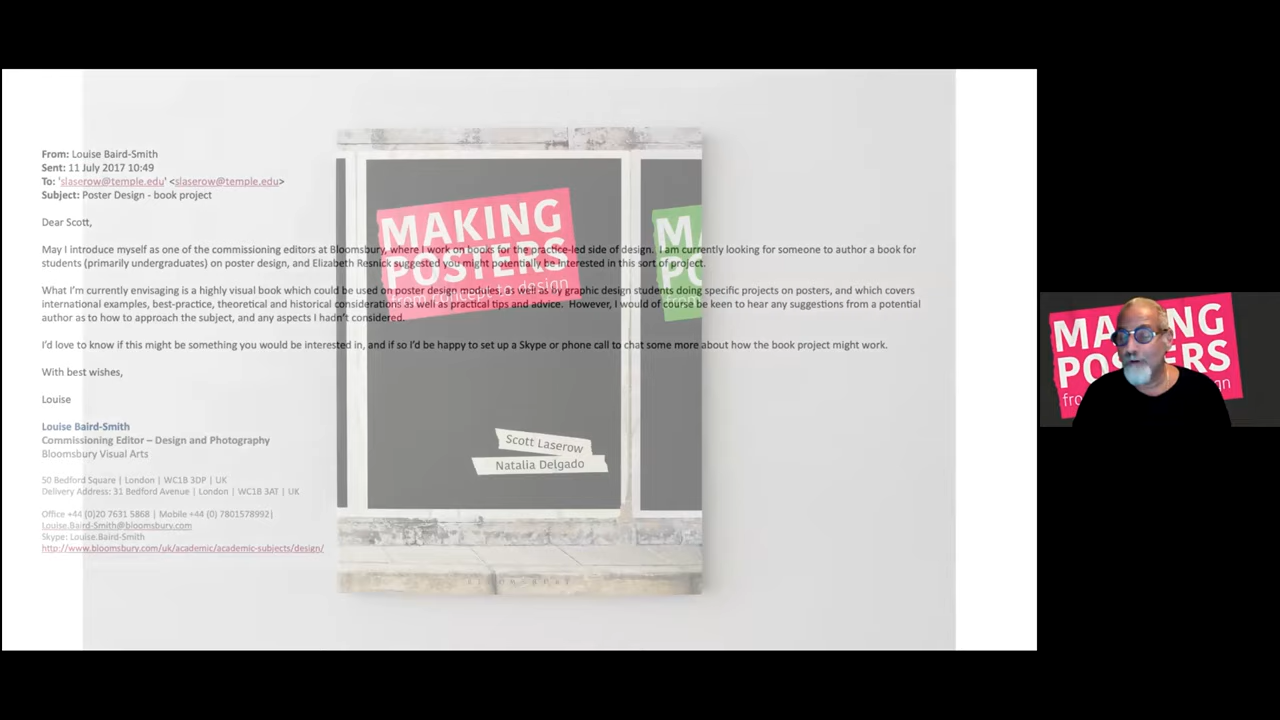 From: Louise Baird-Smith
Sent: 11 July 2017 10:49
To: 'slaserow@temple.edu' <slaserow@temple.edu>
Subject: Poster Design - book project
Dear Scott,
May I introduce myself as one of the commissioning editors at Bloomsbury, where I work on books for the practice-led side of design. I am currently looking for someone to author a book for
students (primarily undergraduates) on poster design, and Elizabeth Resnick suggested you might potentially be interested in this sort of project.
What I'm currently envisaging is a highly visual book which could be used on poster design modules, as well as by graphic design students doing specific projects on posters, and which covers
international examples, best-practice, theoretical and historical considerations as well as practical tips and advice. However, I would of course be keen to hear any suggestions from a potential
author as to how to approach the subject, and any aspects I hadn't considered.
I'd love to know if this might be something you would be interested in, and if so I'd be happy to set up a Skype or phone call to chat some more about how the book project might work.
With best wishes,
Louise
Louise Baird-Smith
Commissioning Editor – Design and Photography
Bloomsbury Visual Arts
50 Bedford Square | London | WC1B 3DP | UK
Delivery Address: 31 Bedford Avenue | London | WC1B 3AT | UK
Office +44 (0)20 7631 5868 | Mobile +44 (0) 7801578992|
Louise.Baird-Smith@bloomsbury.com
Skype: Louise.Baird-Smith
http://www.bloomsbury.com/uk/academic/academic-subjects/design/
MAKING
POSTERS
from concept to design
Scott Laserow
Natalia Delgado
BLOOMSBURY